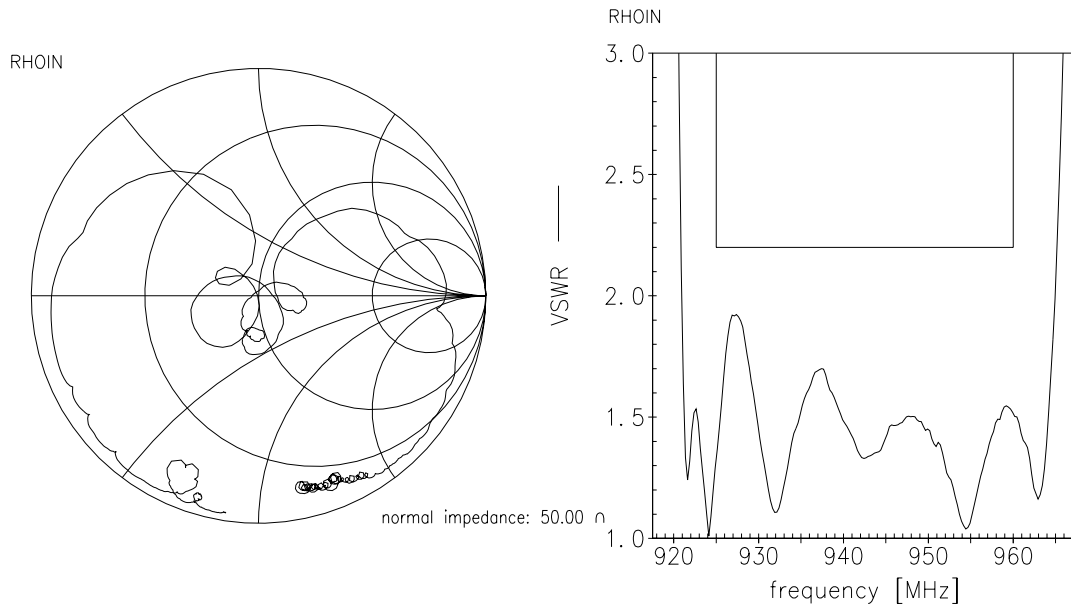 RHOIN
normal impedance: 50.00 ∩
RHOIN
VSWR
3.0
2.5
2.0
1.5
1.0
920 930 940 950 960
frequency [MHz]